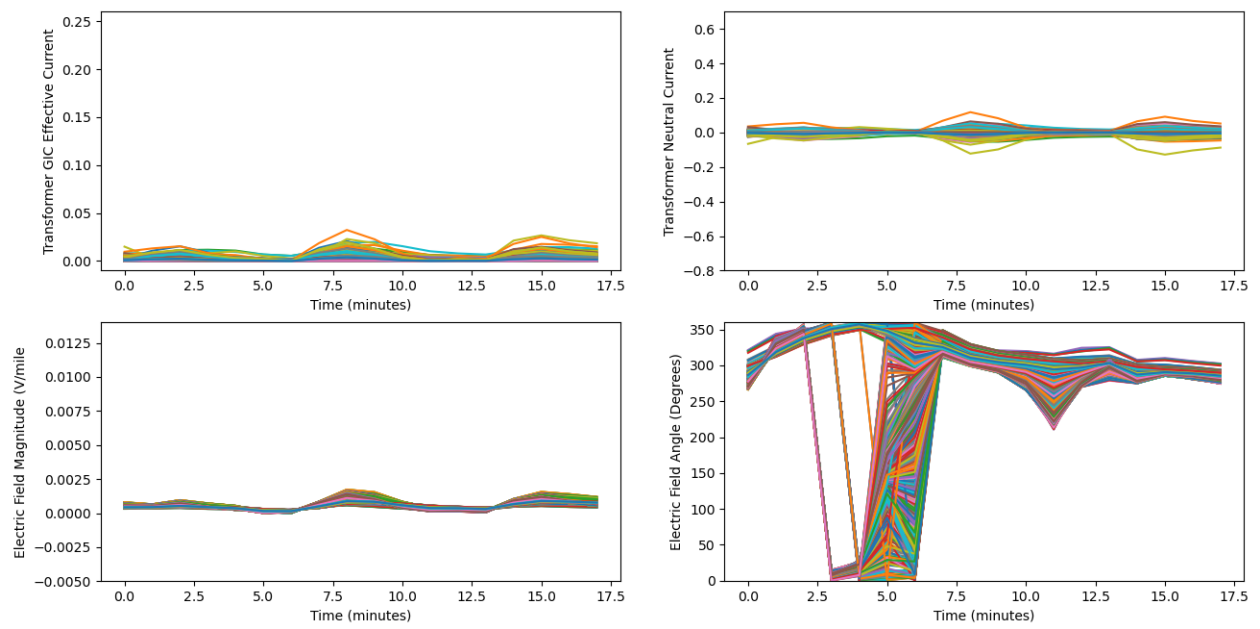 Transformer GIC Effective Current
0.25
0.20
0.15
0.10
0.05
0.00
0.0 2.5 5.0 7.5 10.0 12.5 15.0 17.5
Time (minutes)
Transformer Neutral Current
0.6
0.4
0.2
0.0
−0.2
−0.4
−0.6
−0.8
0.0 2.5 5.0 7.5 10.0 12.5 15.0 17.5
Time (minutes)
Electric Field Magnitude (V/mile)
0.0125
0.0100
0.0075
0.0050
0.0025
0.0000
−0.0025
−0.0050
0.0 2.5 5.0 7.5 10.0 12.5 15.0 17.5
Time (minutes)
Electric Field Angle (Degrees)
350
300
250
200
150
100
50
0
0.0 2.5 5.0 7.5 10.0 12.5 15.0 17.5
Time (minutes)